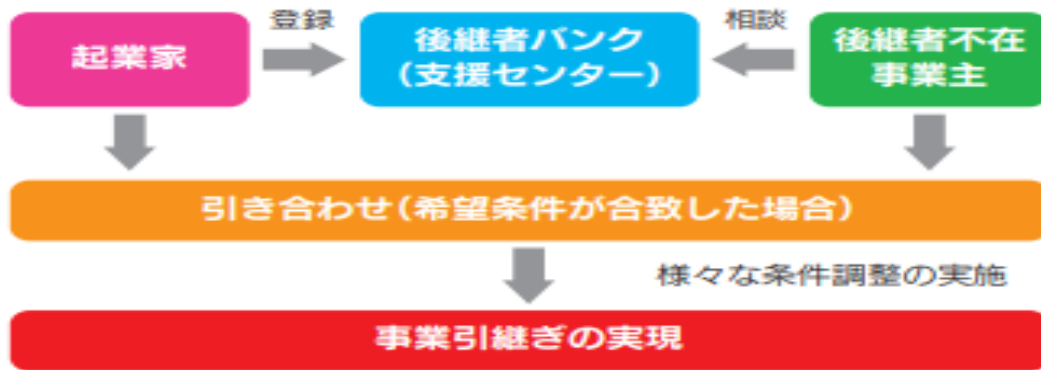 登録
相談
起業家
後継者バンク
(支援センター)
後継者不在
事業主
引き合わせ(希望条件が合致した場合)
様々な条件調整の実施
事業引継ぎの実現